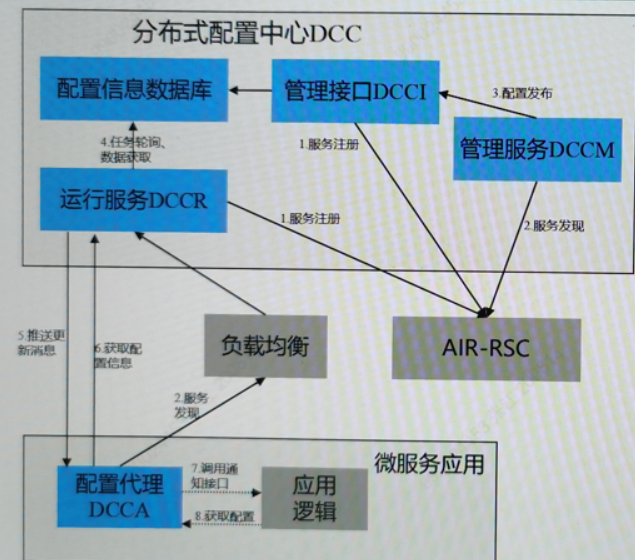 分布式配置中心DCC
配置信息数据库
管理接口DCCI
3.配置发布
管理服务DCCM
4.任务轮询、
数据获取
1.服务注册
运行服务DCCR
1.服务注册
2.服务发现
5.推送更
新消息
6.获取配
置信息
负载均衡
AIR-RSC
2.服务
发现
微服务应用
配置代理
DCCA
7.调用通
知接口
8.获取配置
应用
逻辑